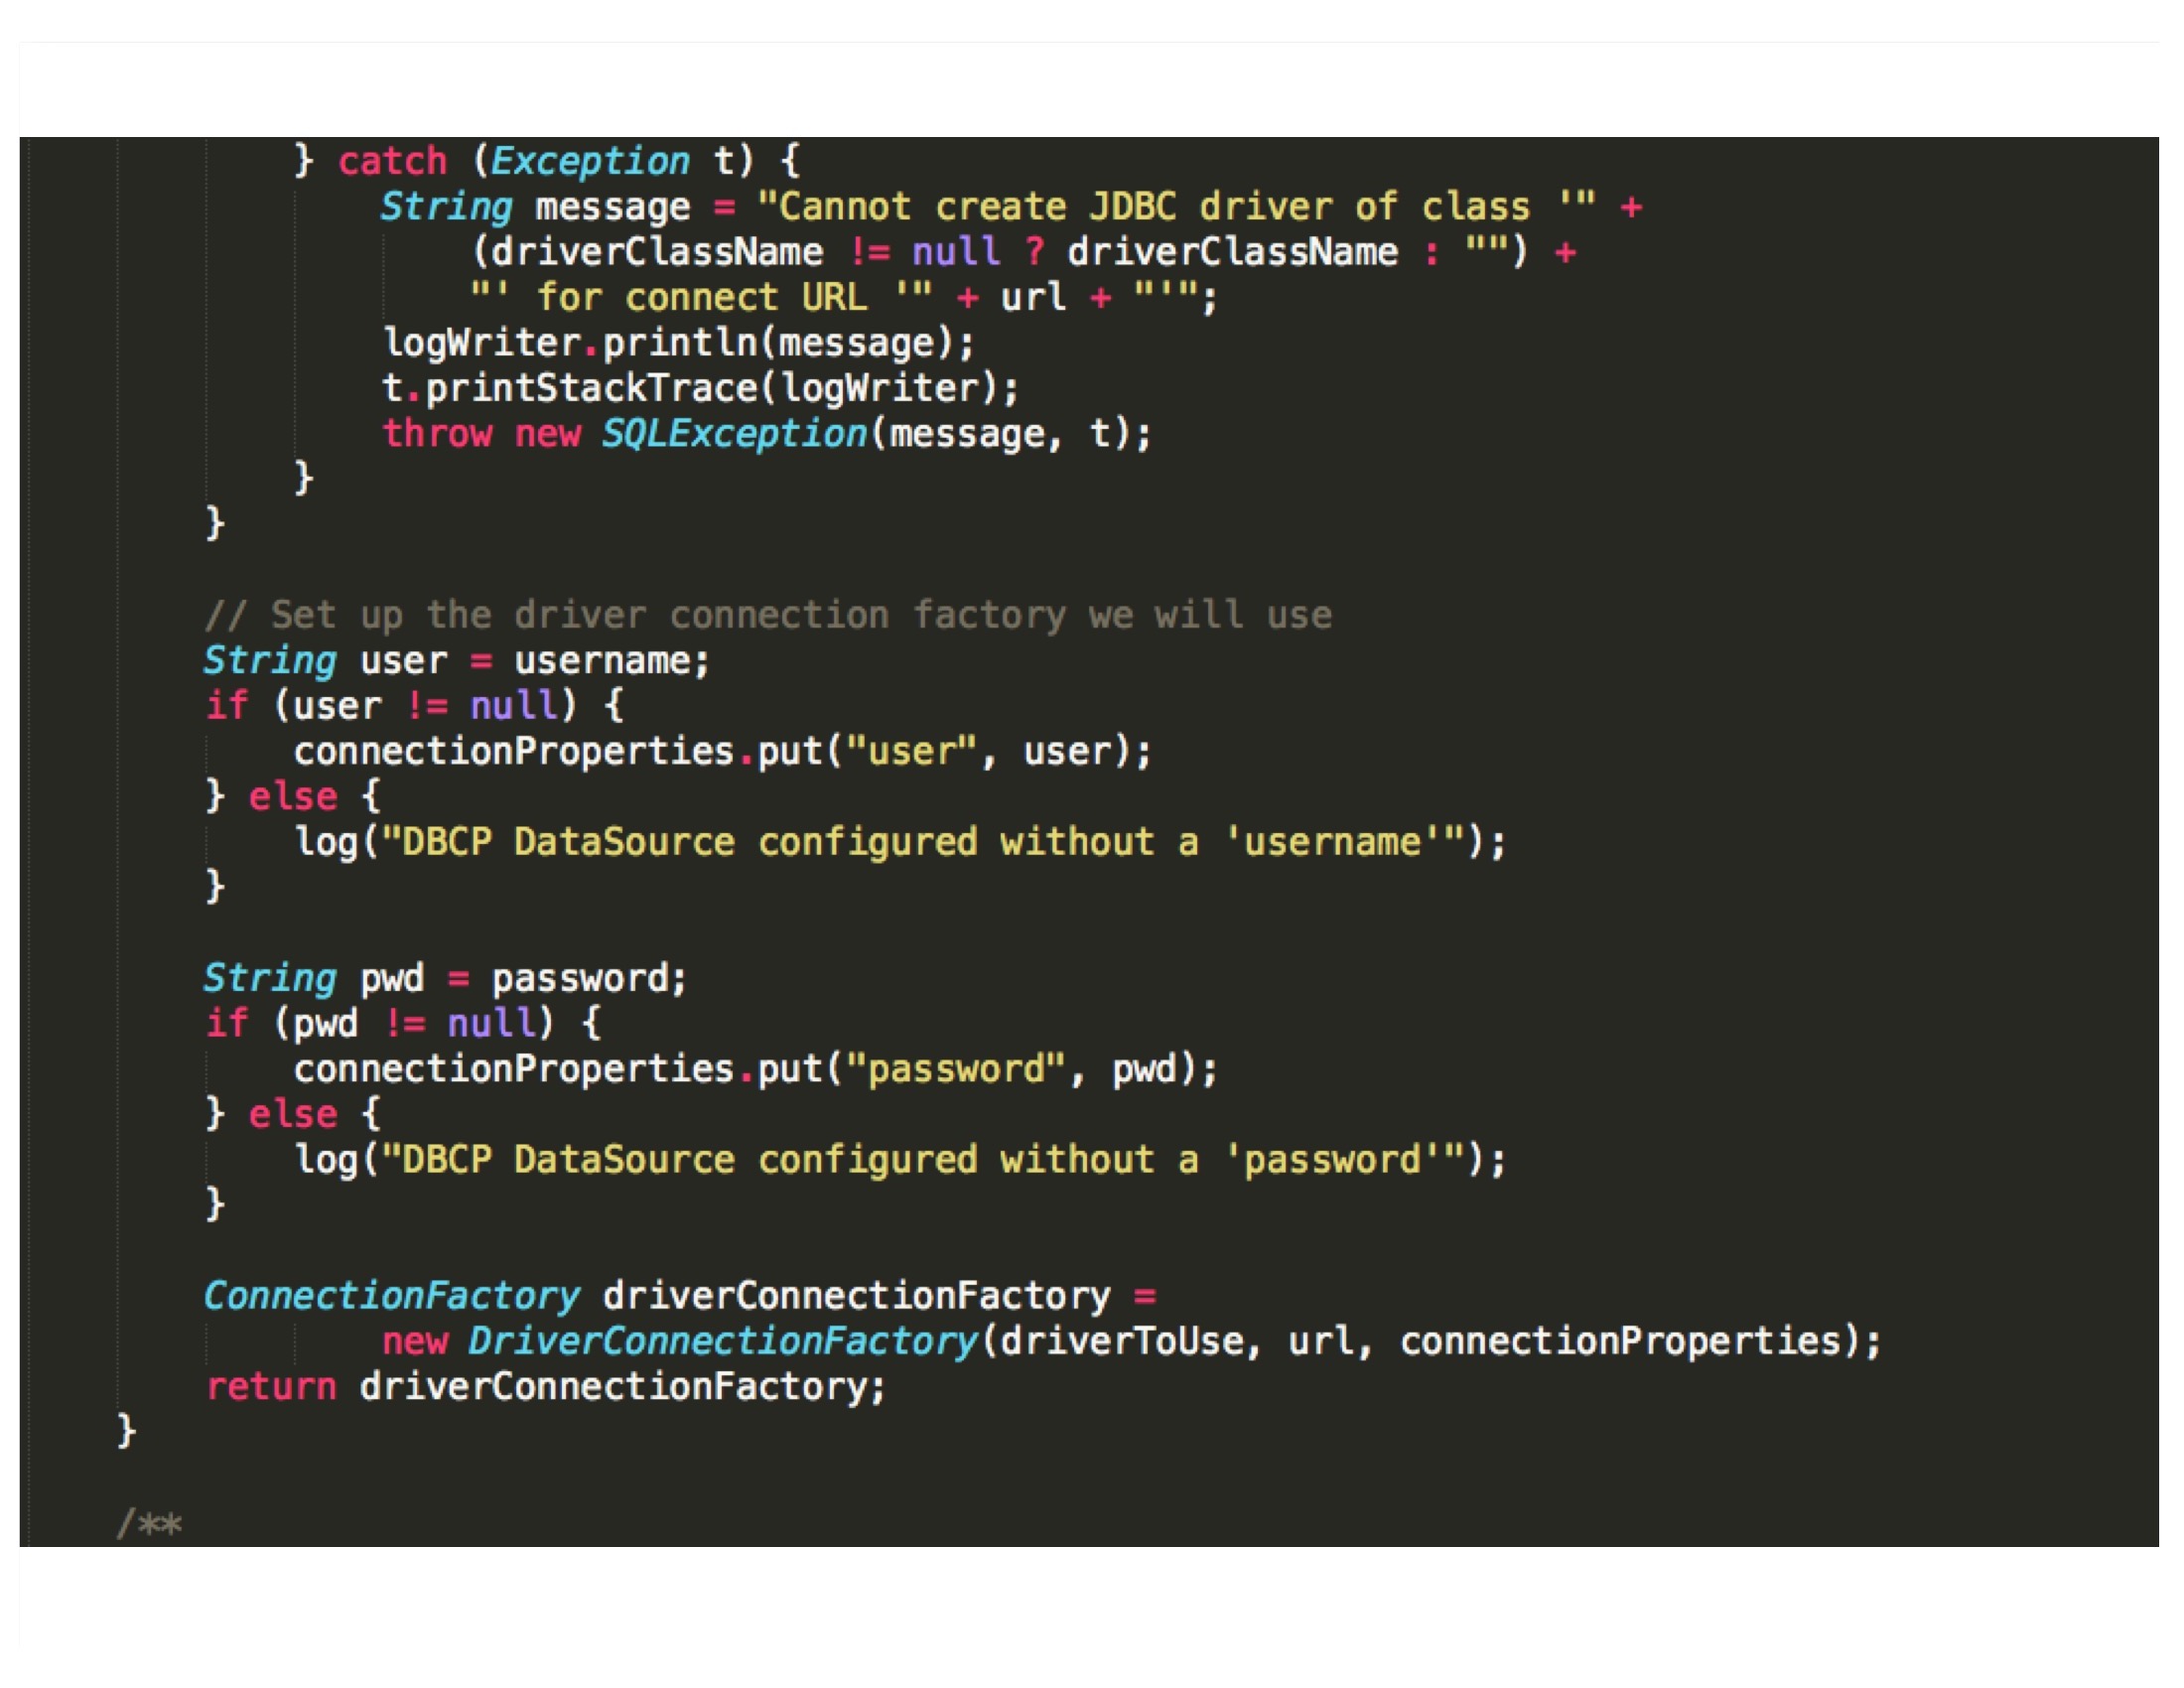 } catch (Exception t) {
String message = "Cannot create JDBC driver of class '" +
(driverClassName != null ? driverClassName : "") +
"' for connect URL '" + url + "'";
logWriter.println(message);
t.printStackTrace(logWriter);
throw new SQLException(message, t);
}
}
// Set up the driver connection factory we will use
String user = username;
if (user != null) {
connectionProperties.put("user", user);
} else {
log("DBCP DataSource configured without a 'username'");
}
String pwd = password;
if (pwd != null) {
connectionProperties.put("password", pwd);
} else {
log("DBCP DataSource configured without a 'password'");
}
ConnectionFactory driverConnectionFactory =
new DriverConnectionFactory(driverToUse, url, connectionProperties);
return driverConnectionFactory;
}
/**